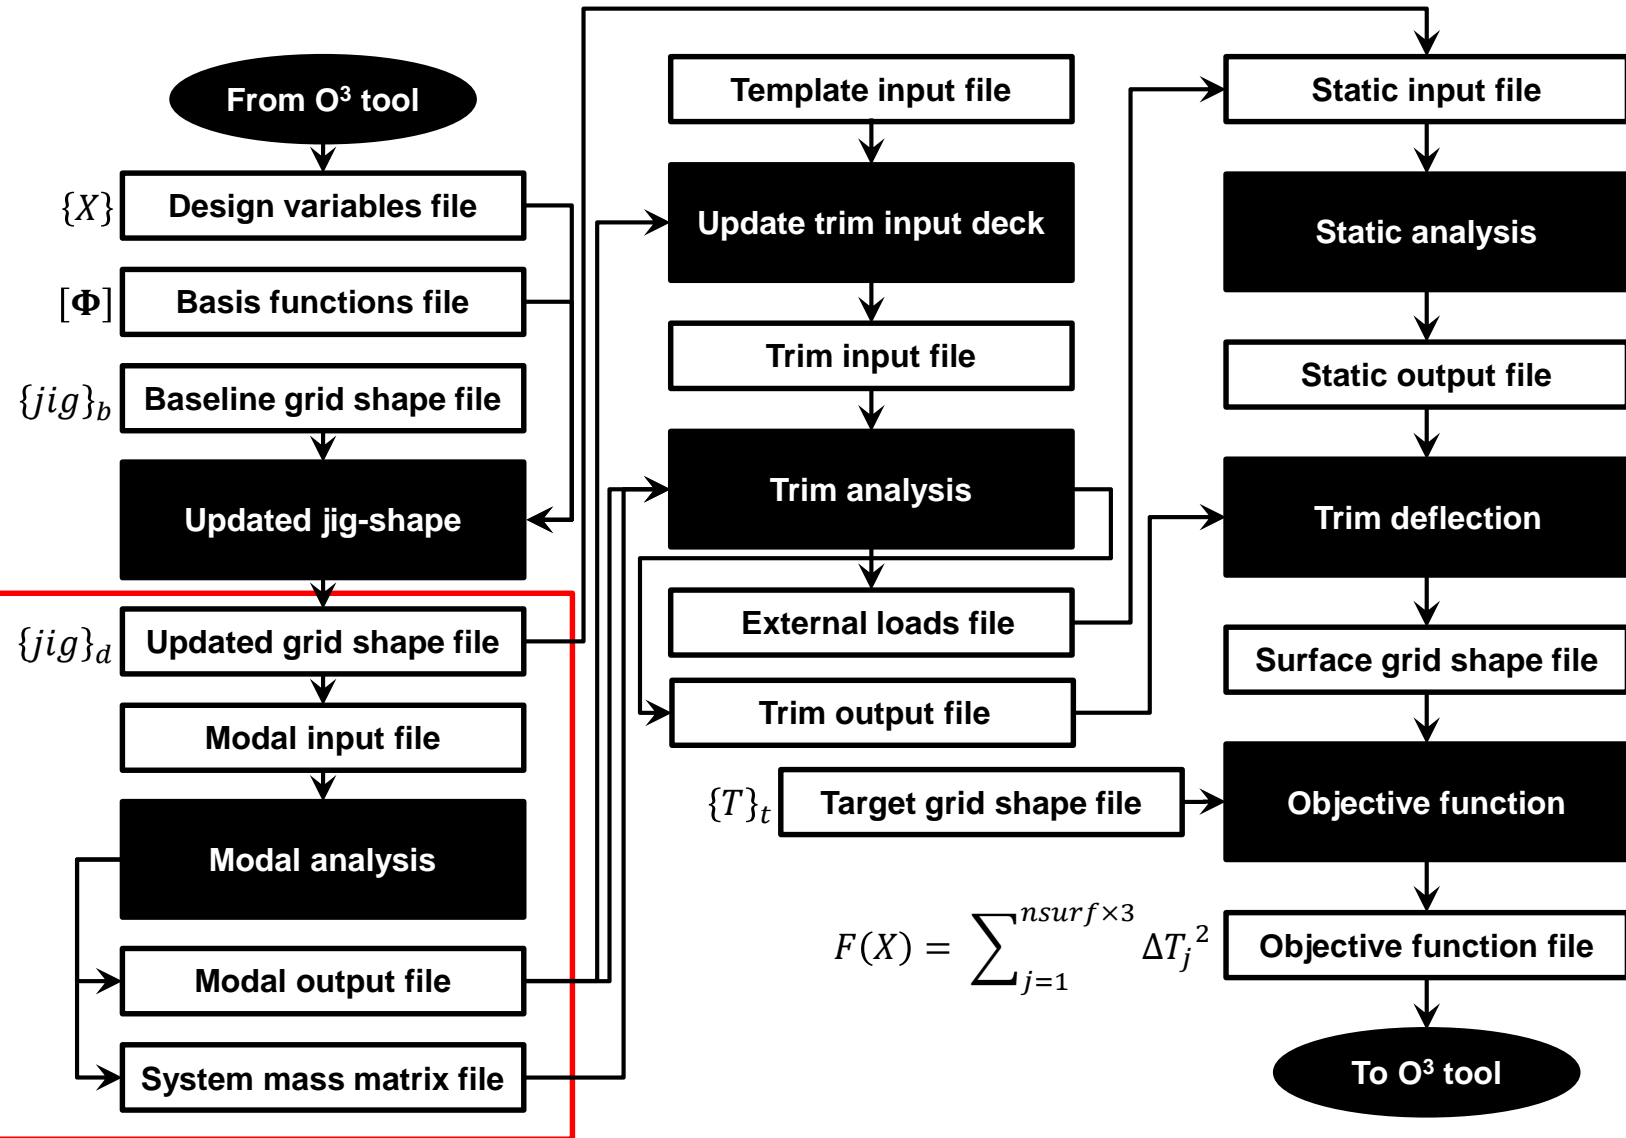 From O³ tool
{X}
Design variables file
[Φ]
Basis functions file
{jig}_b
Baseline grid shape file
Updated jig-shape
{jig}_d
Updated grid shape file
Modal input file
Modal analysis
Modal output file
System mass matrix file
Template input file
Update trim input deck
Trim input file
Trim analysis
External loads file
Trim output file
{T}_t
Target grid shape file
F(X) = ∑_{j=1}^{nsurf×3} ΔT_j²
Static input file
Static analysis
Static output file
Trim deflection
Surface grid shape file
Objective function
Objective function file
To O³ tool